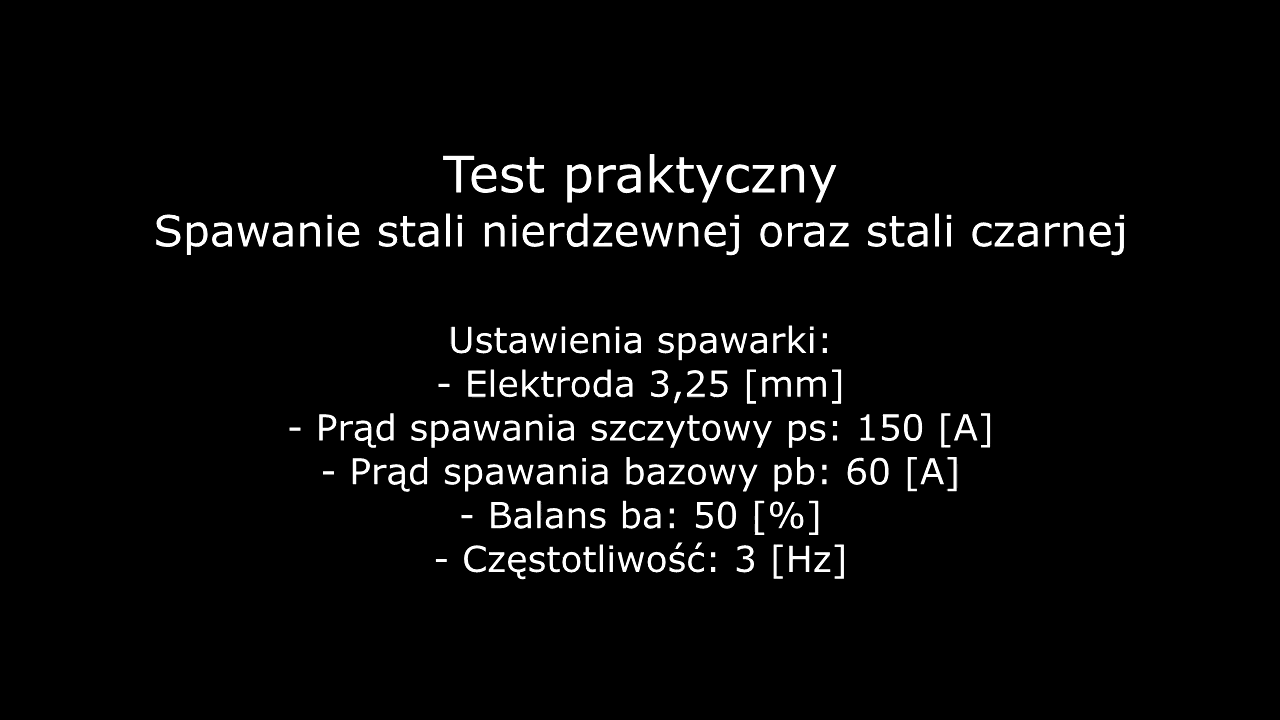 Test praktyczny
Spawanie stali nierdzewnej oraz stali czarnej
Ustawienia spawarki:
- Elektroda 3,25 [mm]
- Prąd spawania szczytowy ps: 150 [A]
- Prąd spawania bazowy pb: 60 [A]
- Balans ba: 50 [%]
- Częstotliwość: 3 [Hz]